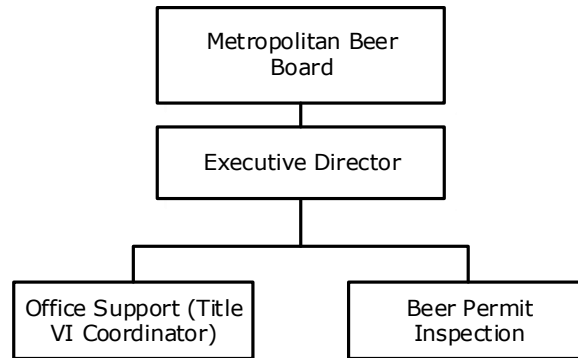 Metropolitan Beer
Board
Executive Director
Office Support (Title
VI Coordinator)
Beer Permit
Inspection